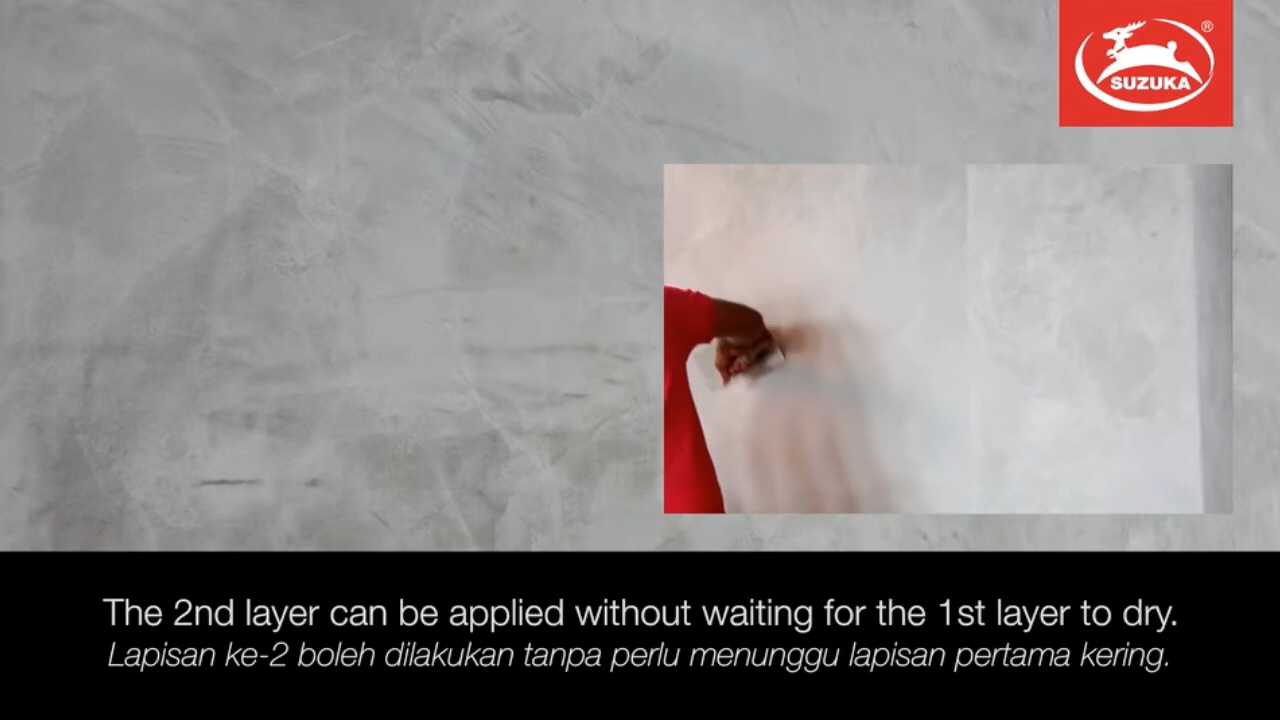 SUZUKA
®
The 2nd layer can be applied without waiting for the 1st layer to dry.
Lapisan ke-2 boleh dilakukan tanpa perlu menunggu lapisan pertama kering.